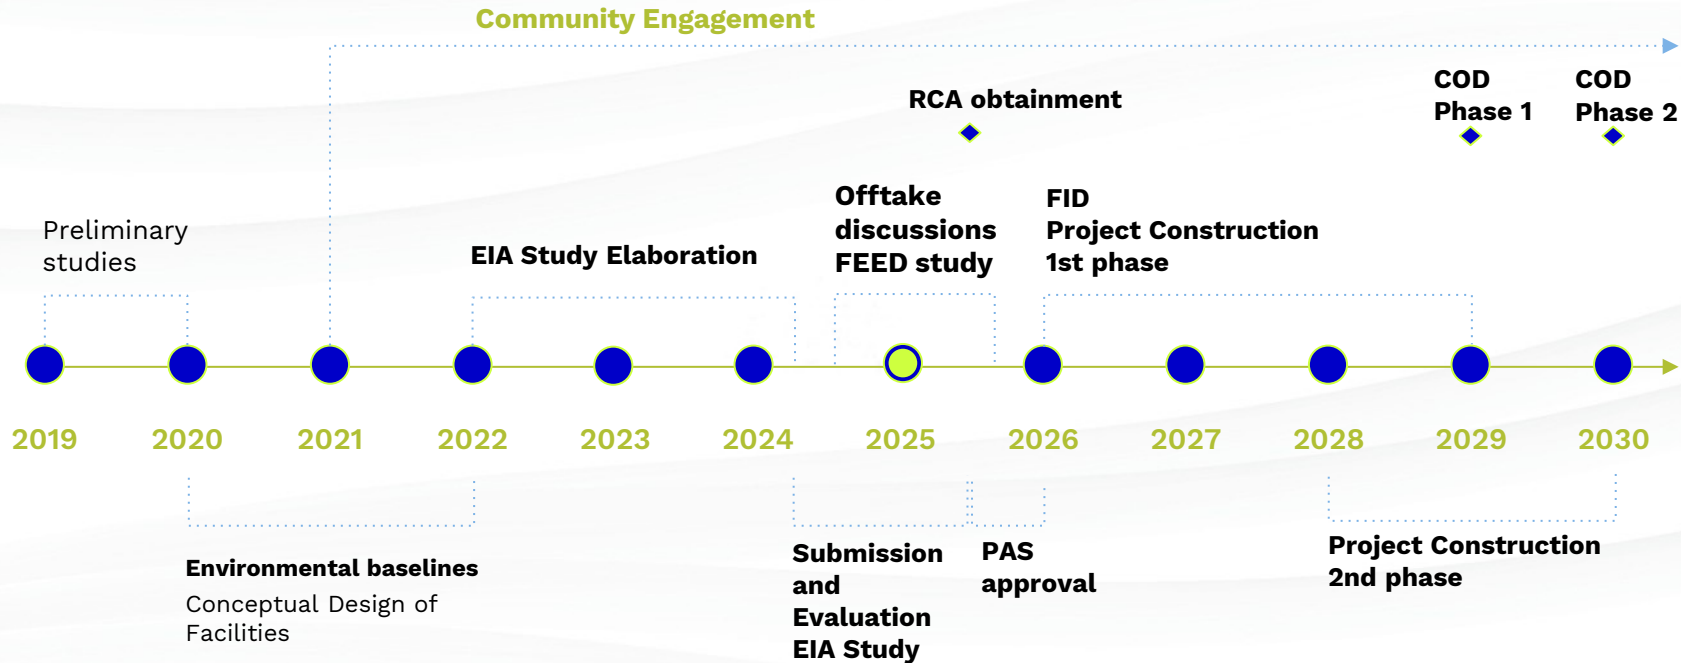 Community Engagement
COD
Phase 1
COD
Phase 2
RCA obtainment
Preliminary
studies
EIA Study Elaboration
Offtake
discussions
FEED study
FID
Project Construction
1st phase
2019
2020
2021
2022
2023
2024
2025
2026
2027
2028
2029
2030
Environmental baselines
Conceptual Design of
Facilities
Submission
and
Evaluation
EIA Study
PAS
approval
Project Construction
2nd phase